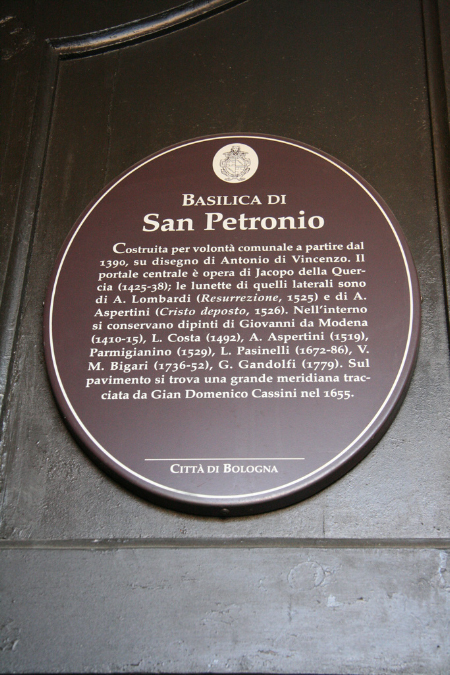 BASILICA DI
San Petronio
Costruita per volontà comunale a partire dal
1390, su disegno di Antonio di Vincenzo. Il
portale centrale è opera di Jacopo della Quer-
cia (1425-38); le lunette di quelli laterali sono
di A. Lombardi (Resurrezione, 1525) e di A.
Aspertini (Cristo deposto, 1526). Nell'interno
si conservano dipinti di Giovanni da Modena
(1410-15), L. Costa (1492), A. Aspertini (1519),
Parmigianino (1529), L. Pasinelli (1672-86), V.
M. Bigari (1736-52), G. Gandolfi (1779). Sul
pavimento si trova una grande meridiana trac-
ciata da Gian Domenico Cassini nel 1655.
CITTÀ DI BOLOGNA